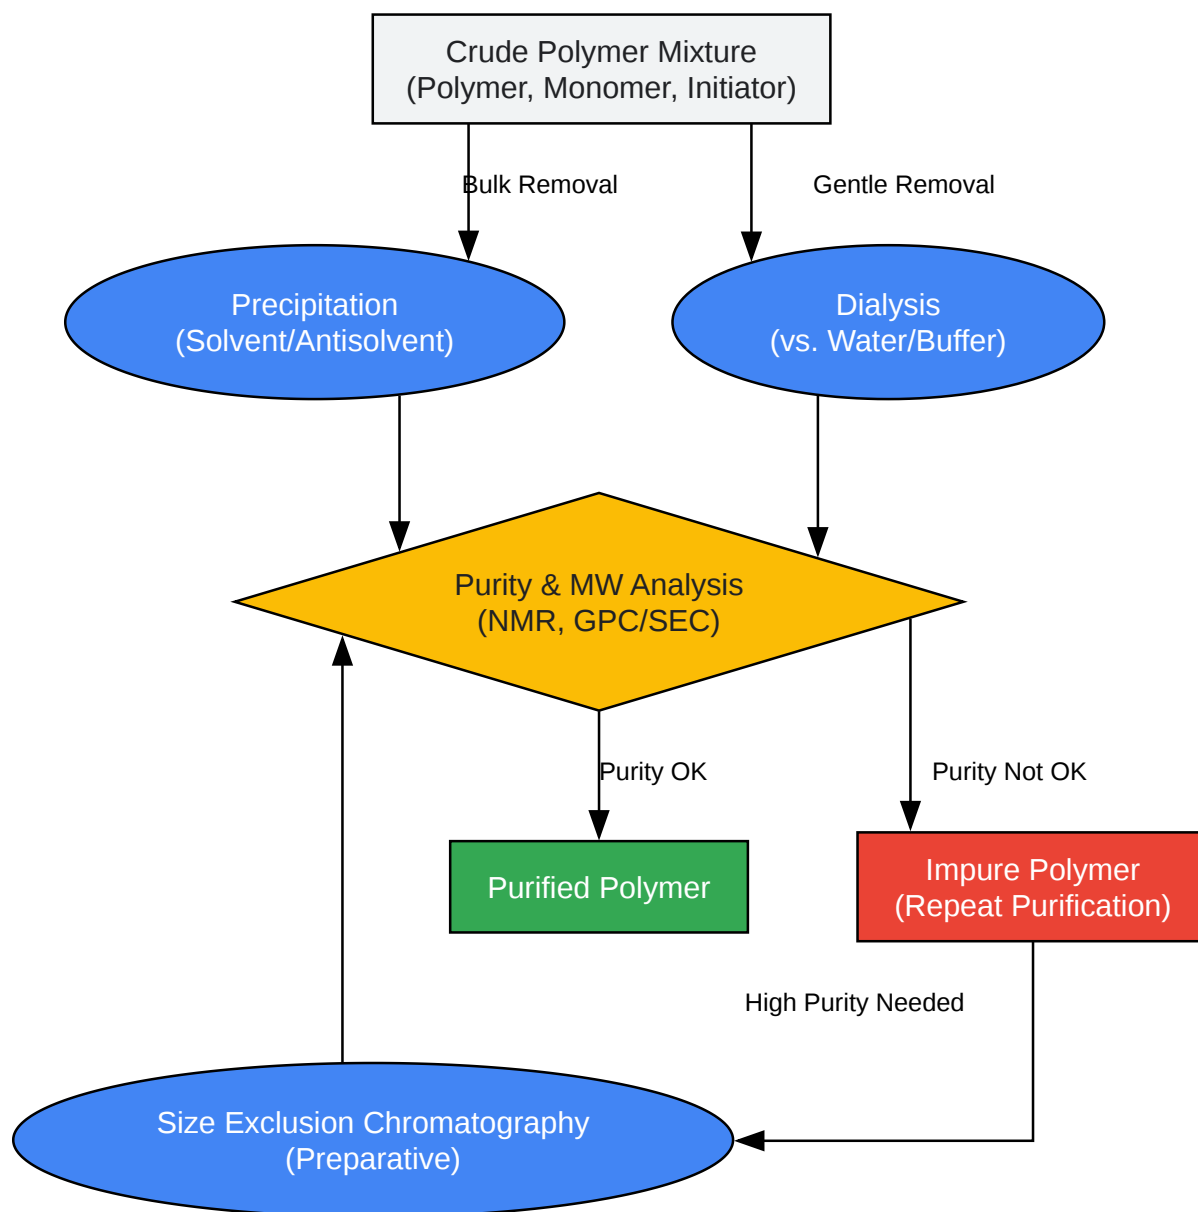 Crude Polymer Mixture
(Polymer, Monomer, Initiator)
Bulk Removal
Gentle Removal
Precipitation
(Solvent/Antisolvent)
Dialysis
(vs. Water/Buffer)
Purity & MW Analysis
(NMR, GPC/SEC)
Purity OK
Purity Not OK
Purified Polymer
Impure Polymer
(Repeat Purification)
High Purity Needed
Size Exclusion Chromatography
(Preparative)